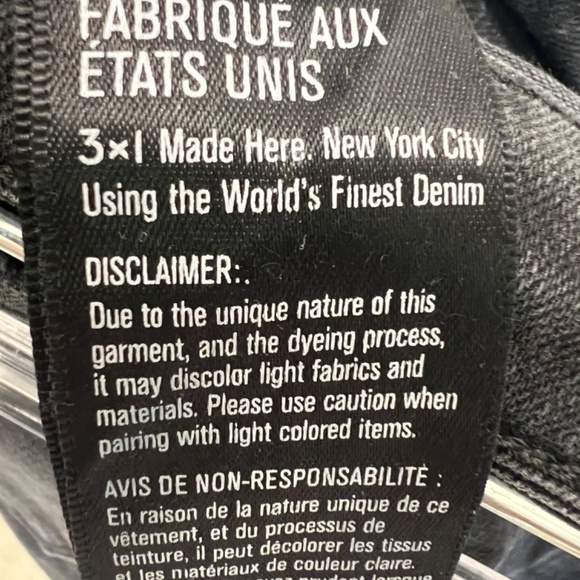 FABRIQUÉ AUX
ÉTATS UNIS
3x1 Made Here. New York City
Using the World's Finest Denim
DISCLAIMER:.
Due to the unique nature of this
garment, and the dyeing process,
it may discolor light fabrics and
materials. Please use caution when
pairing with light colored items.
AVIS DE NON-RESPONSABILITÉ :
En raison de la nature unique de ce
vêtement, et du processus de
teinture, il peut décolorer les tissus
et les matériaux de couleur claire.
prudent lorsque